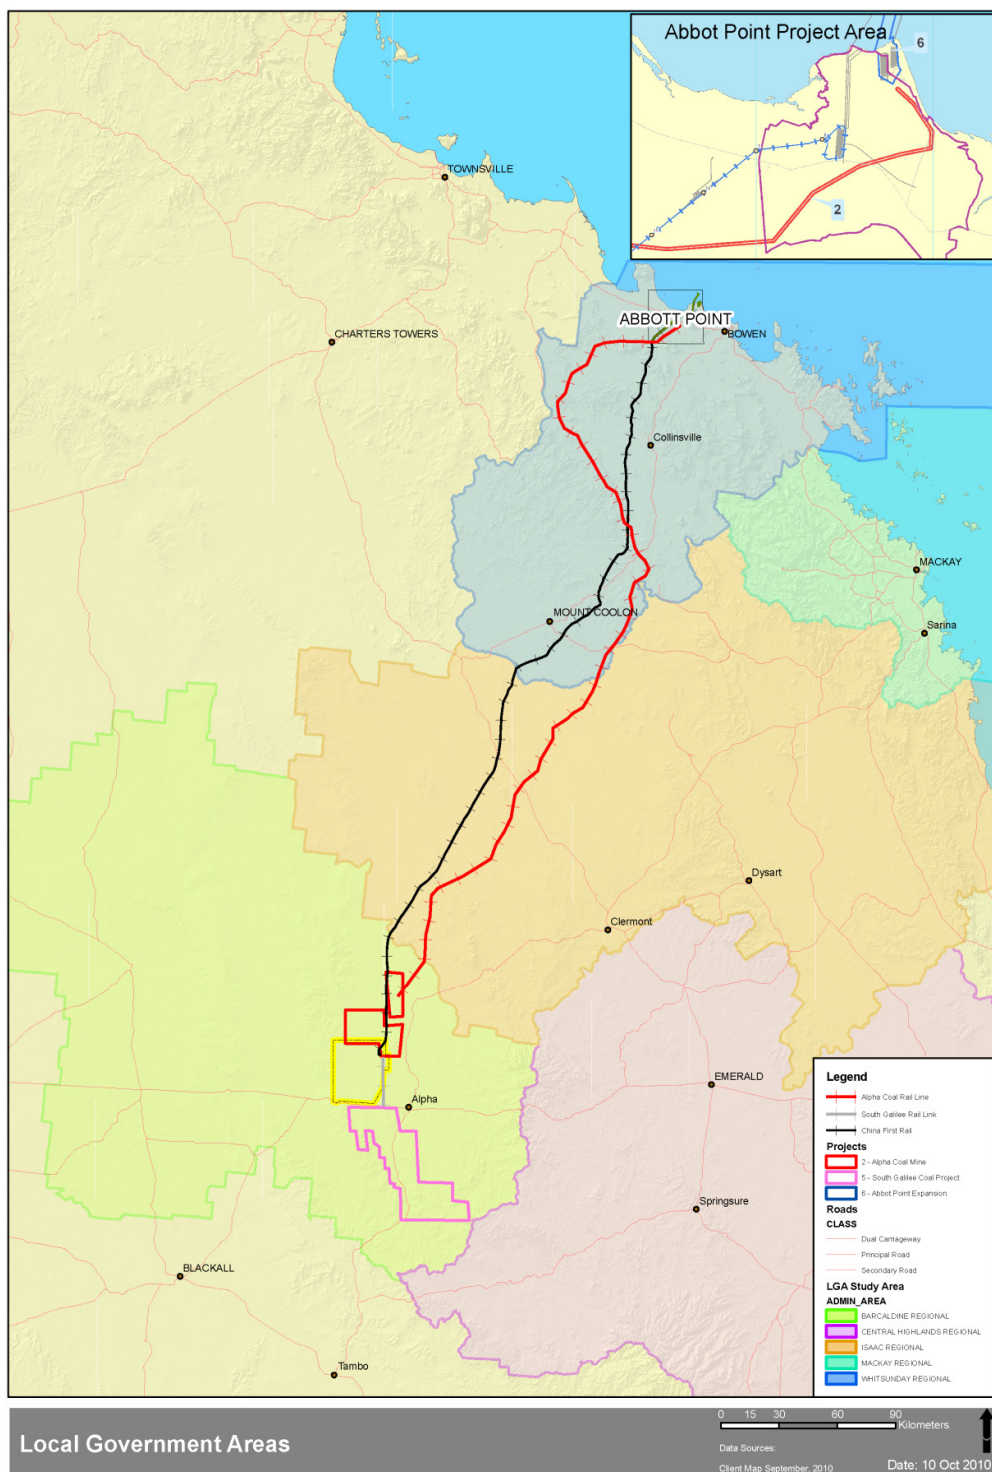 Abbot Point Project Area
6
2
TOWNSVILLE
CHARTERS TOWERS
ABBOTT POINT
BOWEN
Collinsville
MACKAY
MOUNT COOLON
Sarina
Dysart
Clermont
EMERALD
Alpha
Springsure
BLACKALL
Tambo
Legend
Alpha Coal Rail Line
South Galilee Rail Link
China First Rail
Projects
2 - Alpha Coal Mine
5 - South Galilee Coal Project
6 - Abbot Point Expansion
Roads
CLASS
Dual Carriageway
Principal Road
Secondary Road
LGA Study Area
ADMIN_AREA
BARCALDINE REGIONAL
CENTRAL HIGHLANDS REGIONAL
ISAAC REGIONAL
MACKAY REGIONAL
WHITSUNDAY REGIONAL
Local Government Areas
0 15 30 60 90
Kilometers
Data Sources:
Client Map September, 2010
Date: 10 Oct 2010